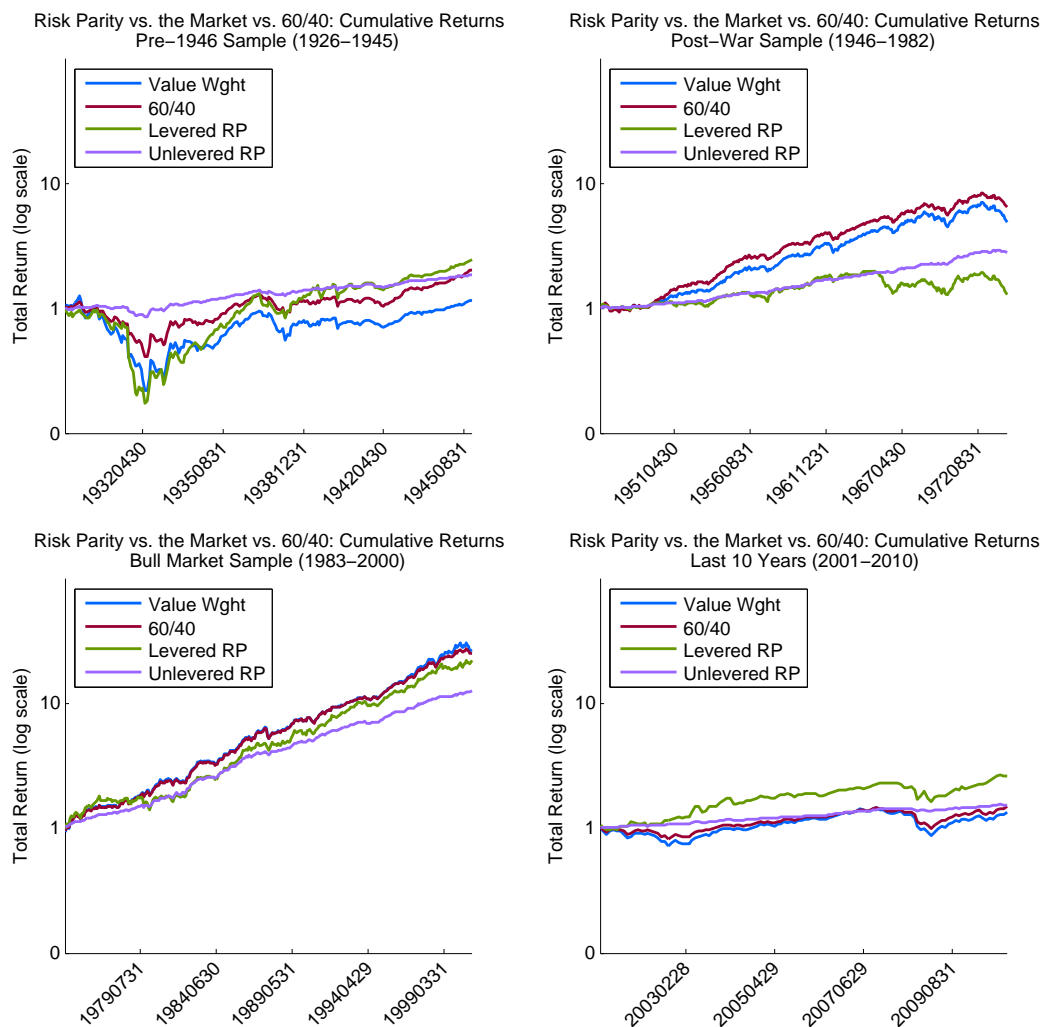 Risk Parity vs. the Market vs. 60/40: Cumulative Returns
Pre−1946 Sample (1926−1945)
Value Wght
60/40
Levered RP
Unlevered RP
Total Return (log scale)
10
1
0
19320430
19350831
19381231
19420430
19450831
Risk Parity vs. the Market vs. 60/40: Cumulative Returns
Post−War Sample (1946−1982)
Value Wght
60/40
Levered RP
Unlevered RP
Total Return (log scale)
10
1
0
19510430
19560831
19611231
19670430
19720831
Risk Parity vs. the Market vs. 60/40: Cumulative Returns
Bull Market Sample (1983−2000)
Value Wght
60/40
Levered RP
Unlevered RP
Total Return (log scale)
10
1
0
19790731
19840630
19890531
19940429
19990331
Risk Parity vs. the Market vs. 60/40: Cumulative Returns
Last 10 Years (2001−2010)
Value Wght
60/40
Levered RP
Unlevered RP
Total Return (log scale)
10
1
0
20030228
20050429
20070629
20090831